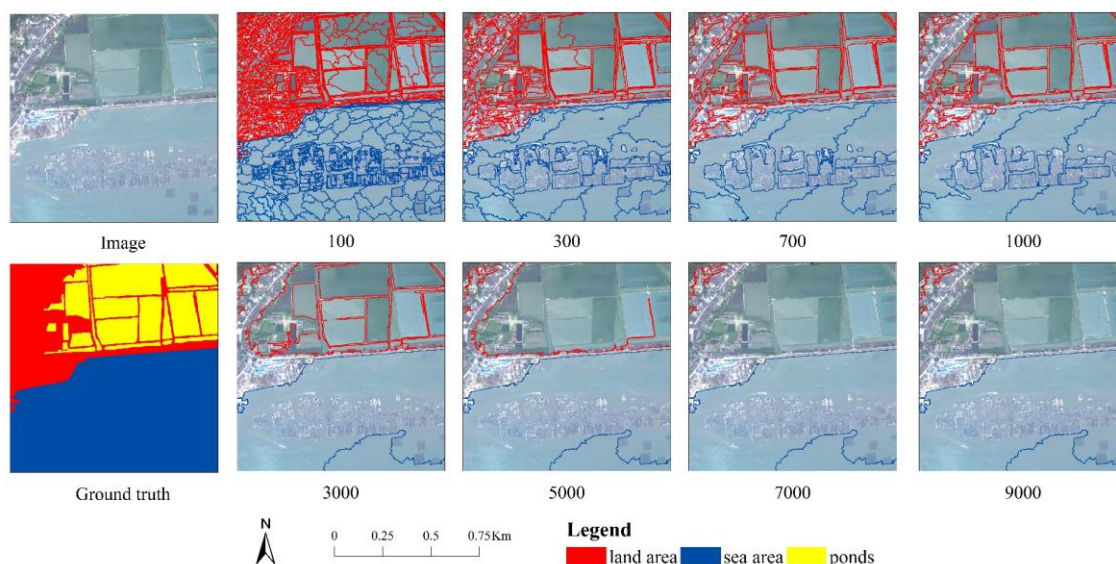 Image
100
300
700
1000
Ground truth
3000
5000
7000
9000
N
0 0.25 0.5 0.75Km
Legend
land area sea area ponds